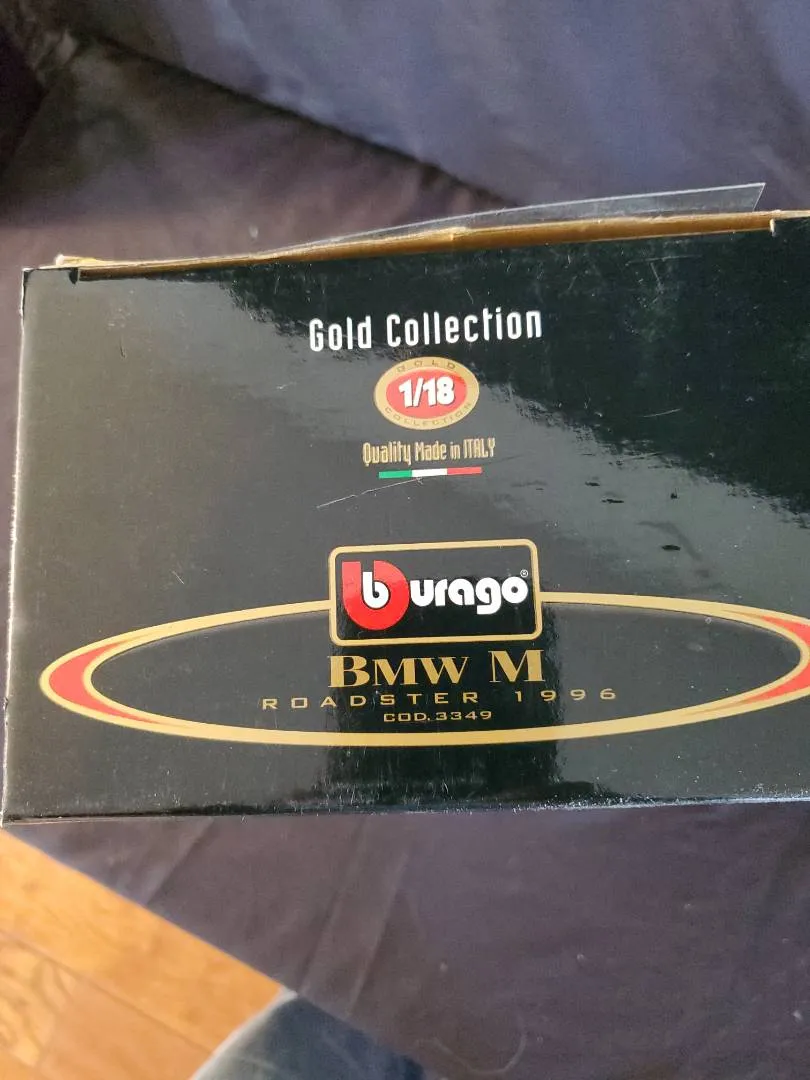 Gold Collection
GOLD
1/18
COLLECTION
Quality Made in ITALY
burago®
BMW M
ROADSTER 1996
COD.3349